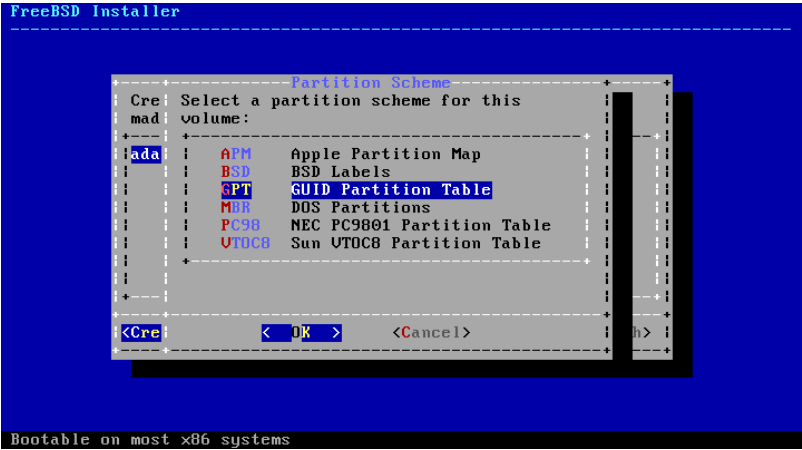 FreeBSD Installer
Partition Scheme
Cre Select a partition scheme for this
mad volume:
ada APM Apple Partition Map
BSD BSD Labels
GPT GUID Partition Table
MBR DOS Partitions
PC98 NEC PC9801 Partition Table
VTOC8 Sun VTOC8 Partition Table
<Cre < OK > <Cancel> h>
Bootable on most x86 systems